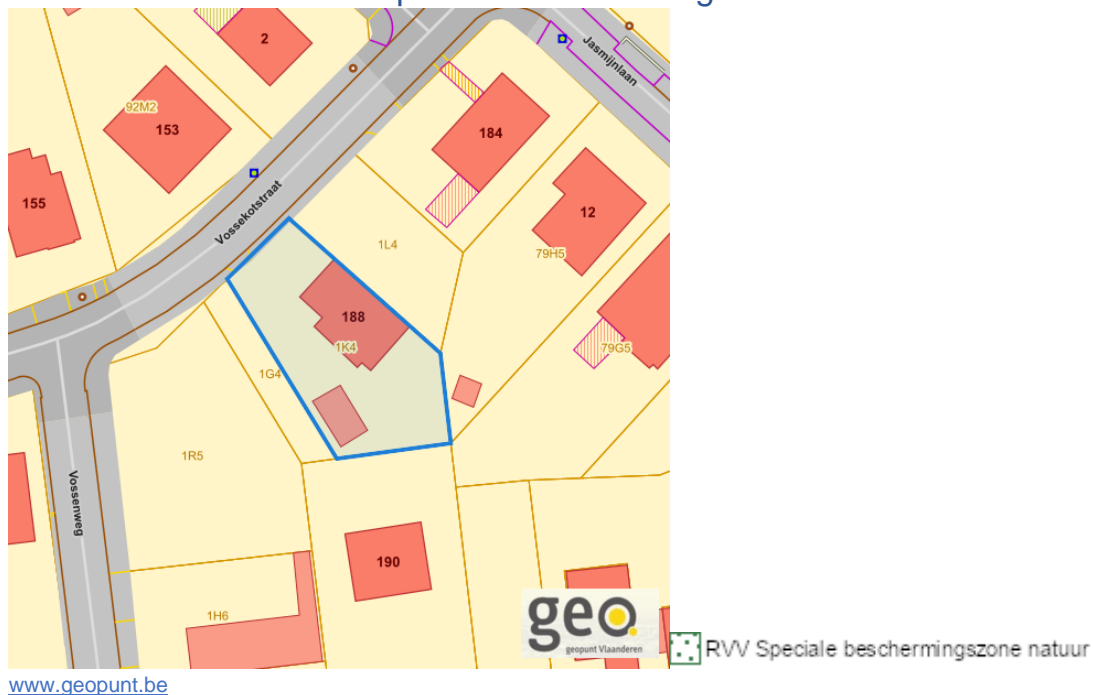 2
Jasmijnlaan
92M2
153
184
155
Vossekotstraat
12
1L4
79H5
188
1K4
79G5
1G4
1R5
Vossenweg
190
1H6
geo.
geopunt Vlaanderen
RVV Speciale beschermingszone natuur
www.geopunt.be